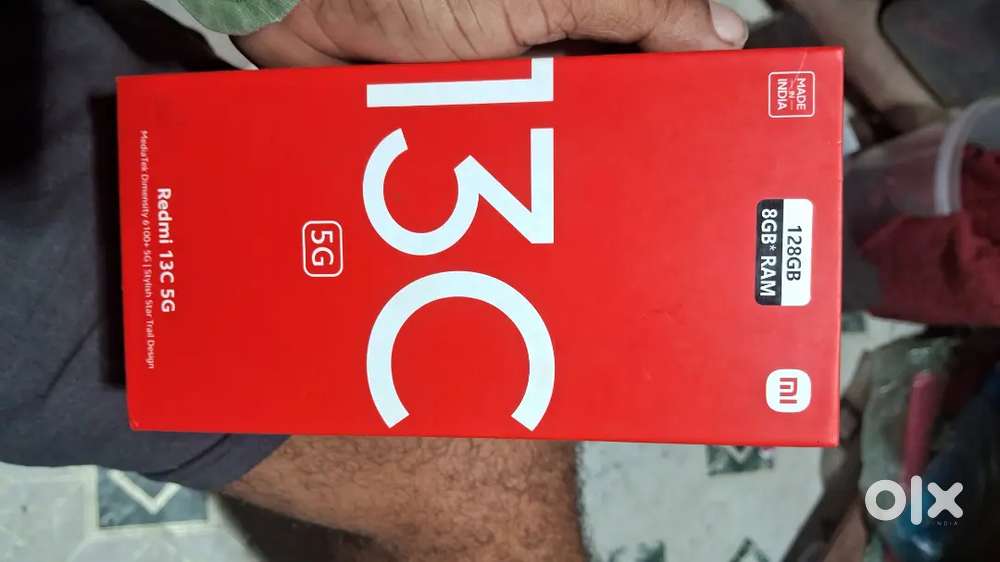 MADE
IN
INDIA
128GB
8GB* RAM
mi
13C
5G
Redmi 13C 5G
MediaTek Dimensity 6100+ 5G | Stylish Star Trail Design
olx
INDIA